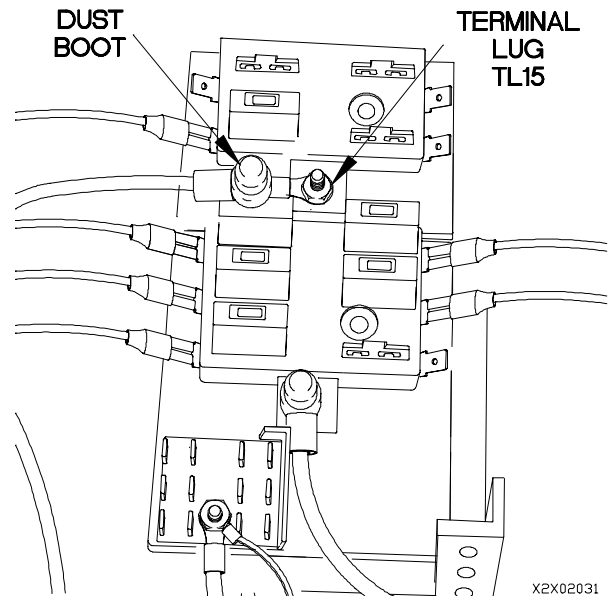 DUST
BOOT
TERMINAL
LUG
TL15
X2X02031